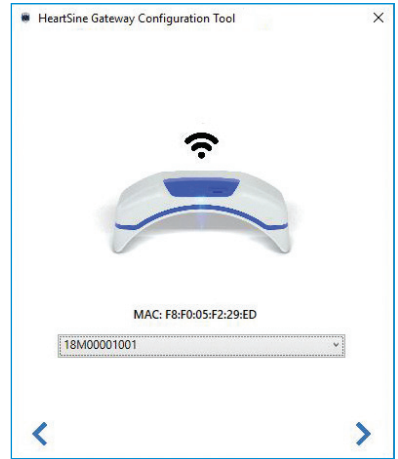 HeartSine Gateway Configuration Tool
MAC: F8:F0:05:F2:29:ED
18M00001001